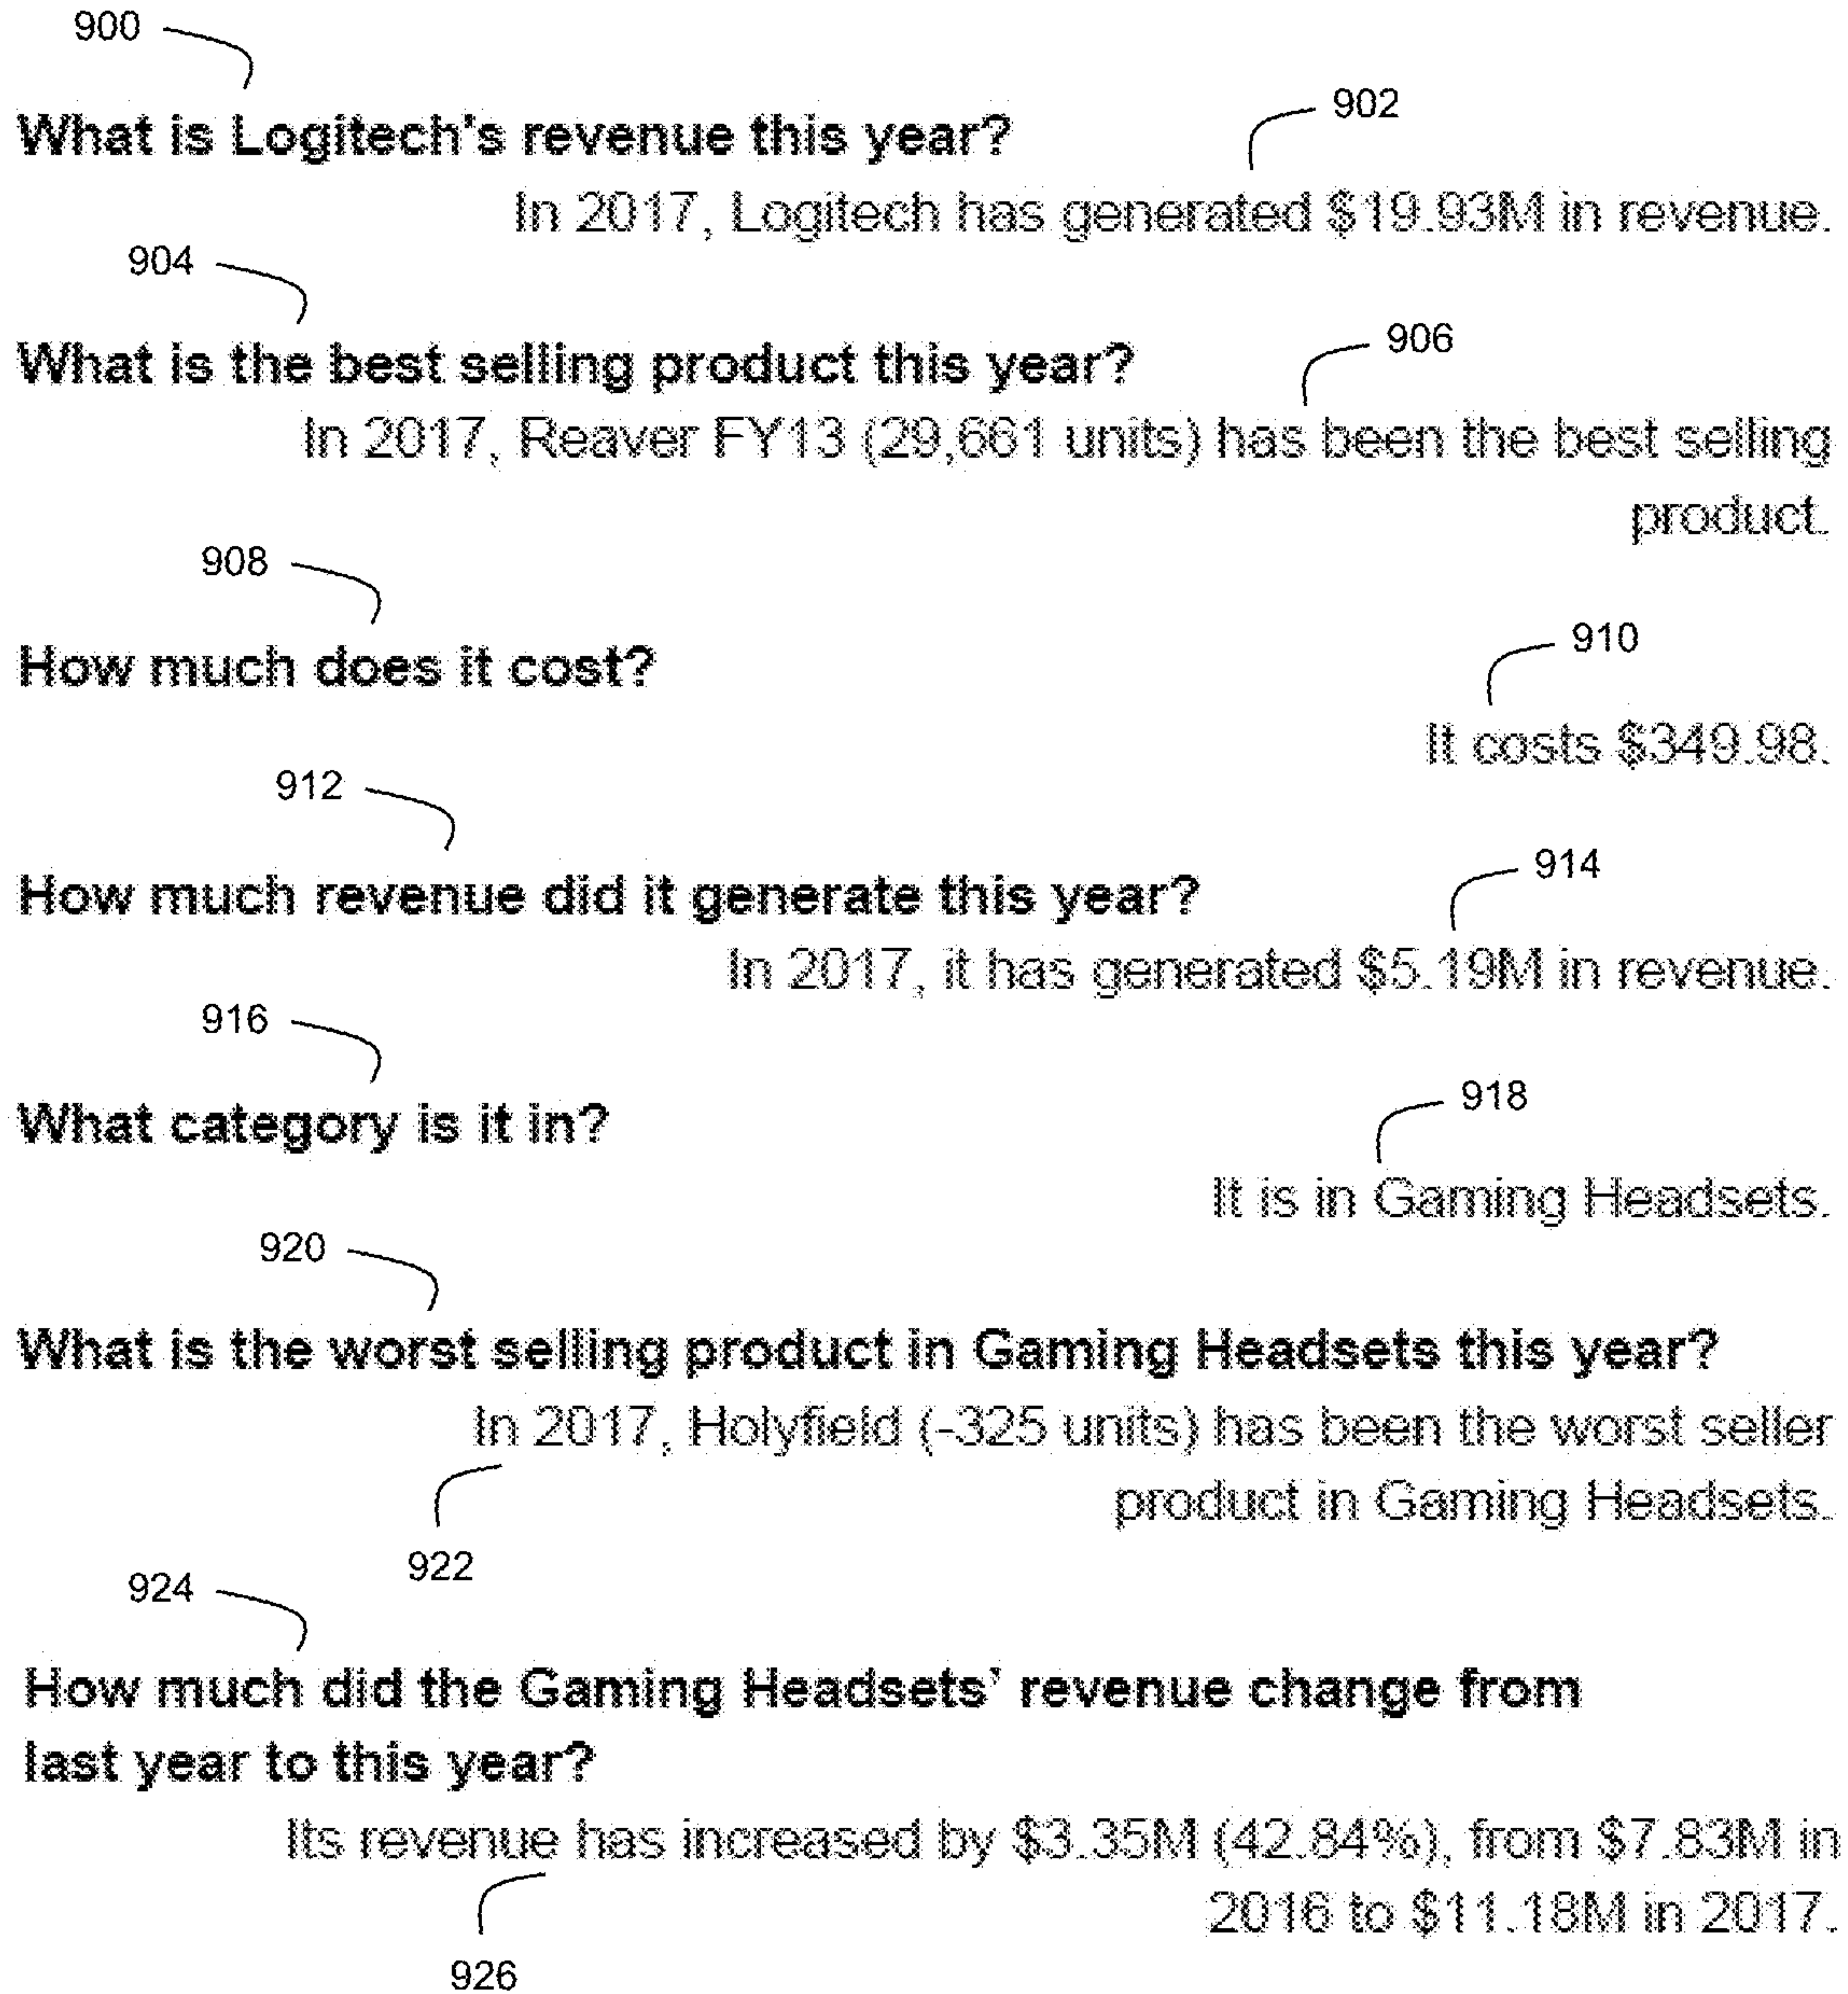 900
What is Logitech's revenue this year?
902
In 2017, Logitech has generated $19.93M in revenue.
904
What is the best selling product this year?
906
In 2017, Reaver FY13 (29,661 units) has been the best selling
product.
908
How much does it cost?
910
It costs $349.98.
912
How much revenue did it generate this year?
914
In 2017, it has generated $5.19M in revenue.
916
What category is it in?
918
It is in Gaming Headsets.
920
What is the worst selling product in Gaming Headsets this year?
In 2017, Holyfield (-325 units) has been the worst seller
product in Gaming Headsets.
922
924
How much did the Gaming Headsets' revenue change from
last year to this year?
Its revenue has increased by $3.35M (42.84%), from $7.83M in
2016 to $11.18M in 2017.
926